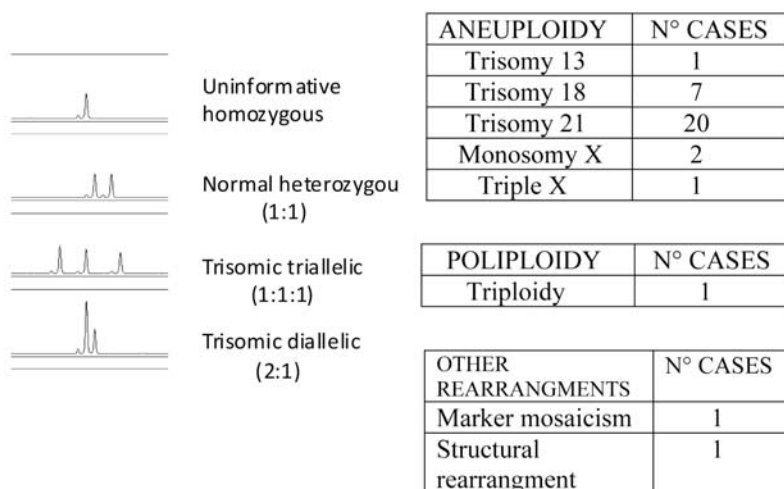 Uninformative
homozygous
Normal heterozygou
(1:1)
Trisomic triallelic
(1:1:1)
Trisomic diallelic
(2:1)
ANEUPLOIDY N° CASES
Trisomy 13 1
Trisomy 18 7
Trisomy 21 20
Monosomy X 2
Triple X 1
POLIPLOIDY N° CASES
Triploidy 1
OTHER N° CASES
REARRANGMENTS
Marker mosaicism 1
Structural 1
rearrangment